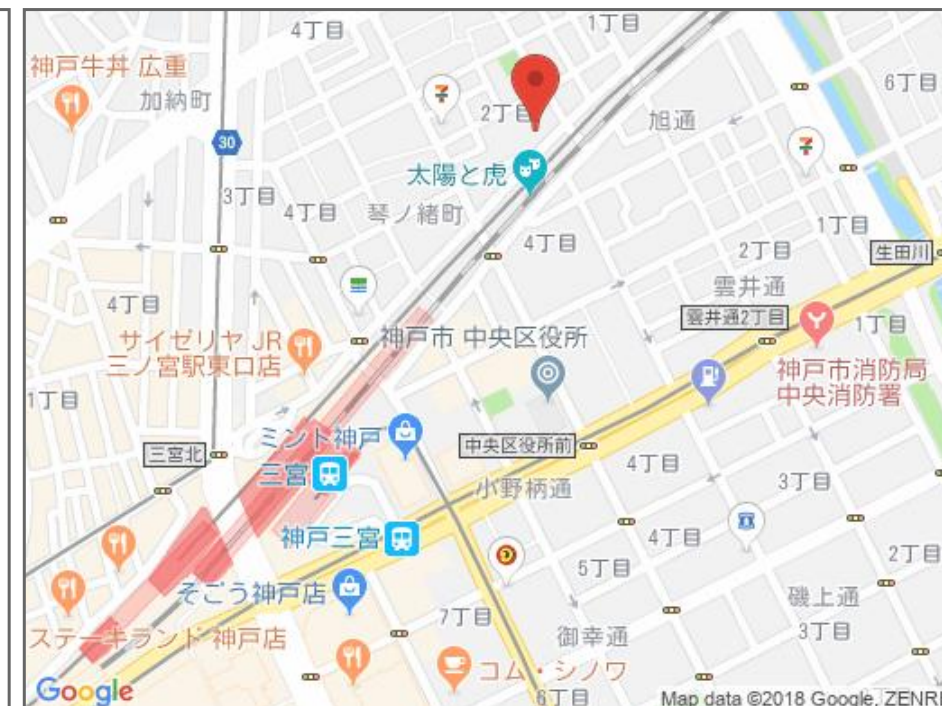 4丁目
1丁目
神戸牛丼 広重
加納町
6丁目
2丁目
旭通
30
太陽と虎
3丁目
4丁目
琴ノ緒町
4丁目
1丁目
2丁目
生田川
雲井通
4丁目
雲井通2丁目
1丁目
サイゼリヤ JR
三ノ宮駅東口店
神戸市 中央区役所
神戸市消防局
中央消防署
1丁目
ミント神戸
三宮北
中央区役所前
三宮
4丁目
3丁目
小野柄通
神戸三宮
4丁目
2丁目
5丁目
そごう神戸店
磯上通
7丁目
御幸通
3丁目
ステーキランド 神戸店
コム・シノワ
Google
6丁目
Map data ©2018 Google, ZENRI